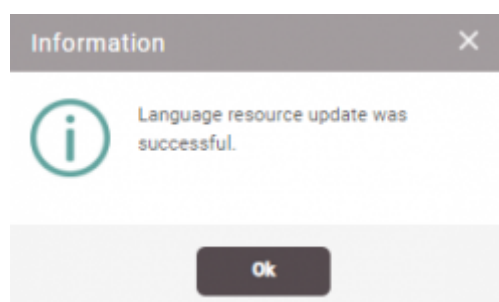 Information
Language resource update was
successful.
Ok